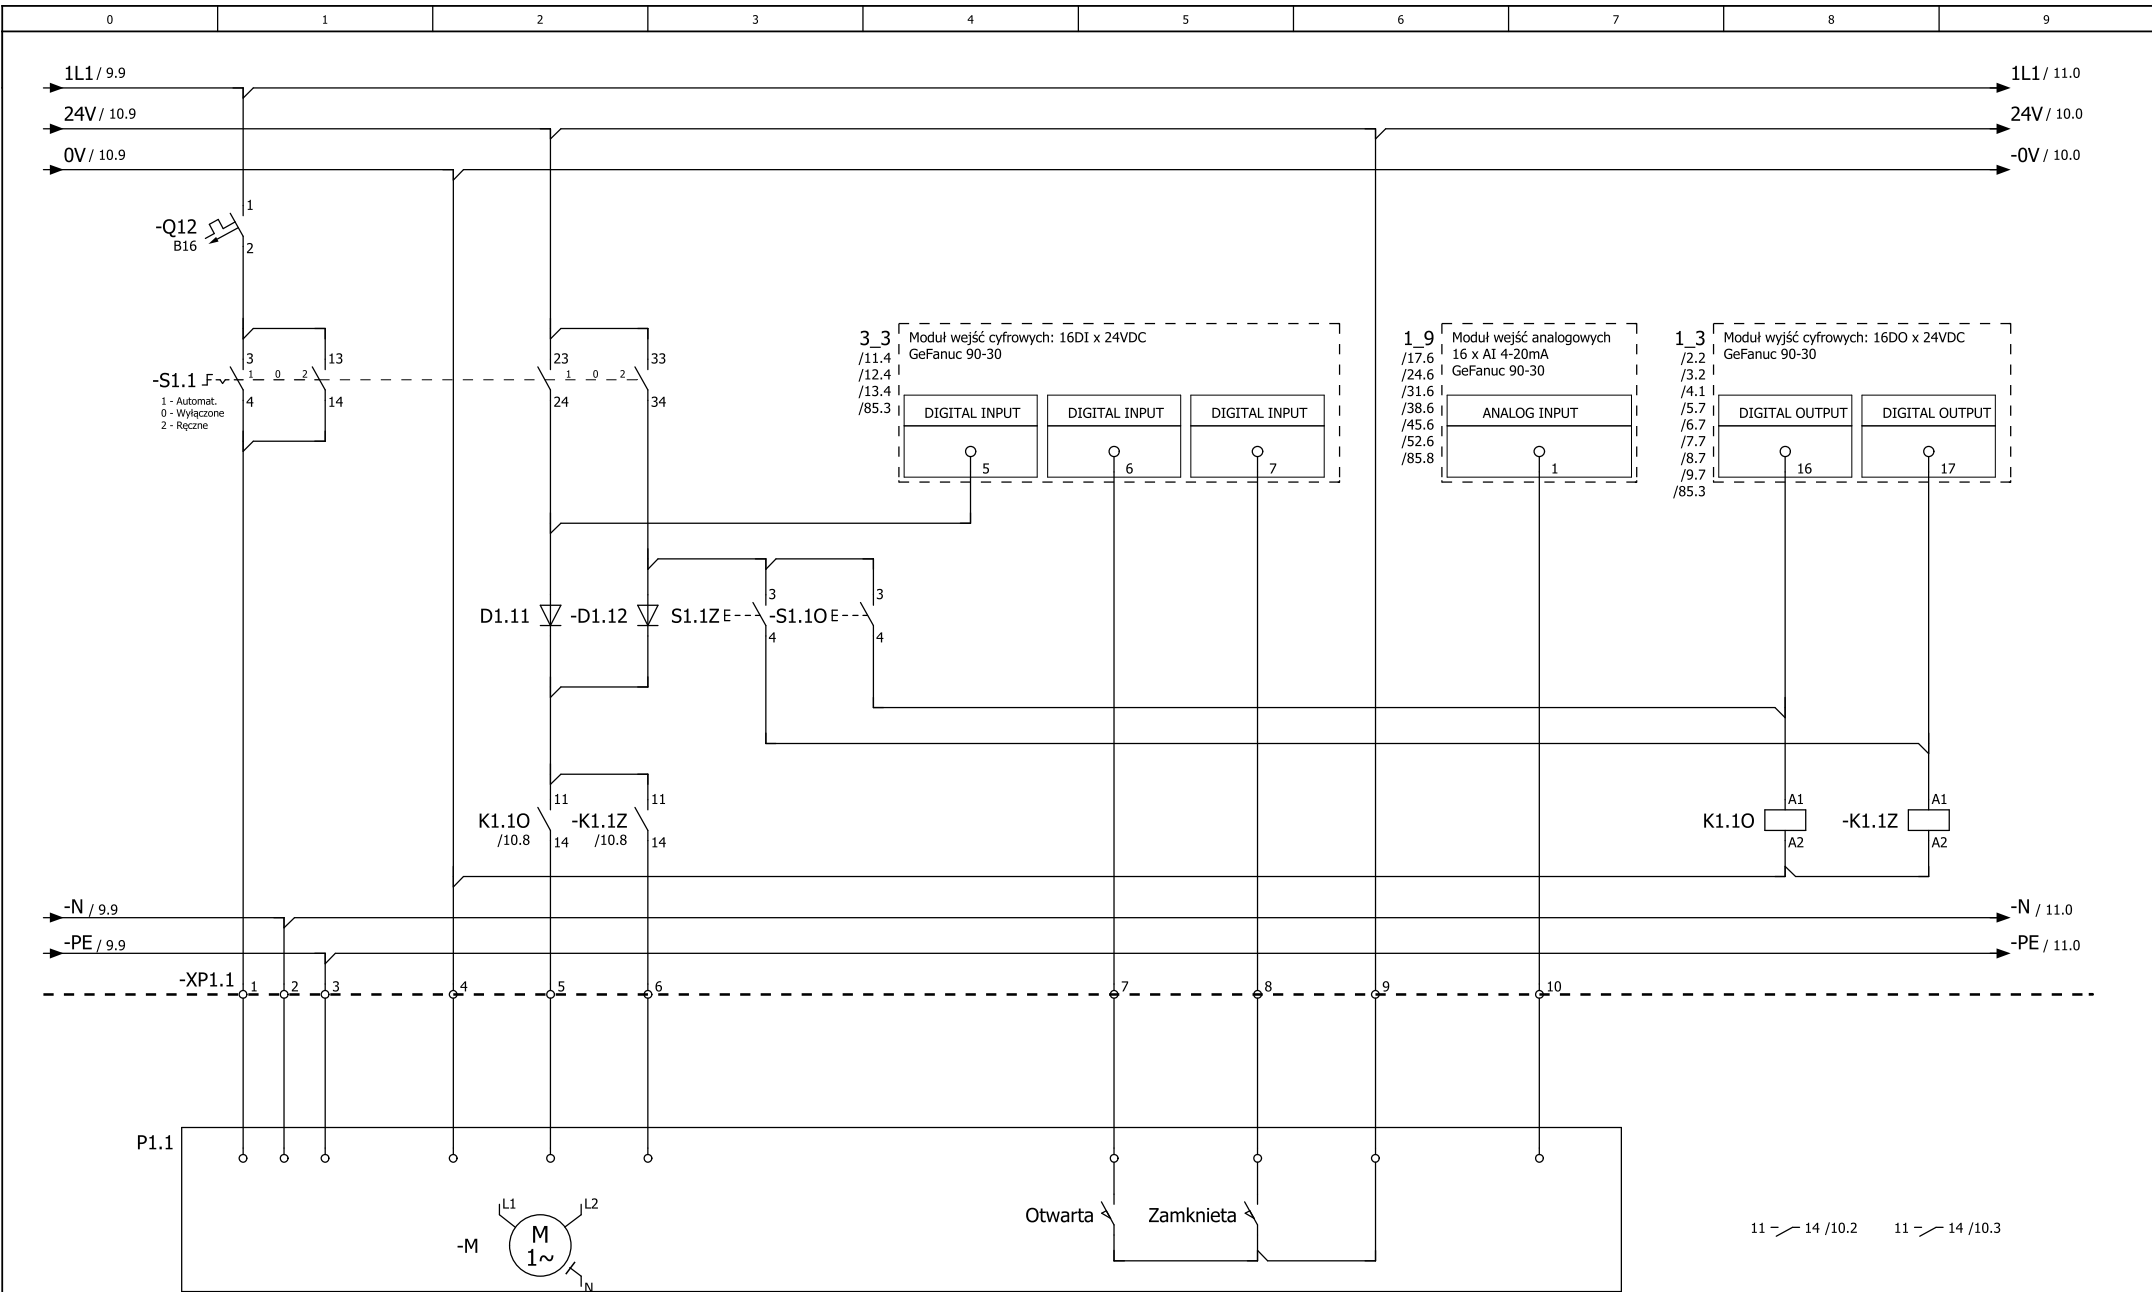 0 1 2 3 4 5 6 7 8 9
1L1 / 9.9
1L1 / 11.0
24V / 10.9
24V / 10.0
0V / 10.9
-0V / 10.0
1
-Q12
B16
2
3_3
/11.4
/12.4
/13.4
/85.3
Moduł wejść cyfrowych: 16DI x 24VDC
GeFanuc 90-30
DIGITAL INPUT
5
DIGITAL INPUT
6
DIGITAL INPUT
7
1_9
/17.6
/24.6
/31.6
/38.6
/45.6
/52.6
/85.8
Moduł wejść analogowych
16 x AI 4-20mA
GeFanuc 90-30
ANALOG INPUT
1
1_3
/2.2
/3.2
/4.1
/5.7
/6.7
/7.7
/8.7
/9.7
/85.3
Moduł wyjść cyfrowych: 16DO x 24VDC
GeFanuc 90-30
DIGITAL OUTPUT
16
DIGITAL OUTPUT
17
3 13 23 33
-S1.1 1 0 2 1 0 2
4 14 24 34
1 - Automat.
0 - Wyłączone
2 - Ręczne
3 3
D1.11 -D1.12 S1.1Z -S1.1O
4 4
11 11 A1 A1
K1.1O -K1.1Z K1.1O -K1.1Z
/10.8 14 /10.8 14 A2 A2
-N / 9.9
-N / 11.0
-PE / 9.9
-PE / 11.0
-XP1.1 1 2 3 4 5 6 7 8 9 10
P1.1
L1 L2
M
1~
-M
N
Otwarta Zamknieta
11 14 /10.2 11 14 /10.3